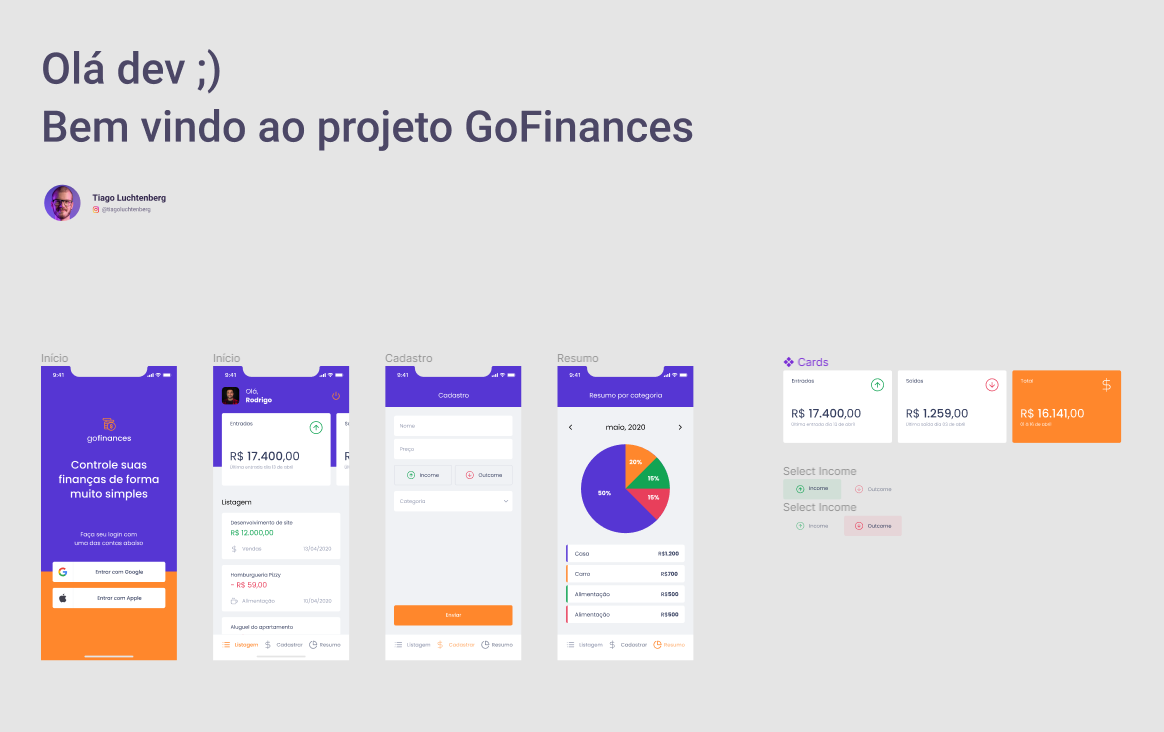 Olá dev ;)
Bem vindo ao projeto GoFinances
Tiago Luchtenberg
@tiagoluchtenberg
Início
9:41
gofinances
Controle suas
finanças de forma
muito simples
Faça seu login com
uma das contas abaixo
Entrar com Google
Entrar com Apple
Início
9:41
Olá,
Rodrigo
Entradas
R$ 17.400,00
Última entrada dia 13 de abril
Listagem
Desenvolvimento de site
R$ 12.000,00
Vendas
13/04/2020
Hamburgueria Pizzy
- R$ 59,00
Alimentação
10/04/2020
Aluguel do apartamento
Listagem
Cadastrar
Resumo
Cadastro
9:41
Cadastro
Nome
Preço
Income
Outcome
Categoria
Enviar
Listagem
Cadastrar
Resumo
Resumo
9:41
Resumo por categoria
maio, 2020
20%
15%
15%
50%
Casa
R$1.200
Carro
R$700
Alimentação
R$500
Alimentação
R$500
Listagem
Cadastrar
Resumo
Cards
Entradas
R$ 17.400,00
Última entrada dia 13 de abril
Saídas
R$ 1.259,00
Última saída dia 03 de abril
Total
R$ 16.141,00
Select Income
Income
Outcome
Select Income
Income
Outcome